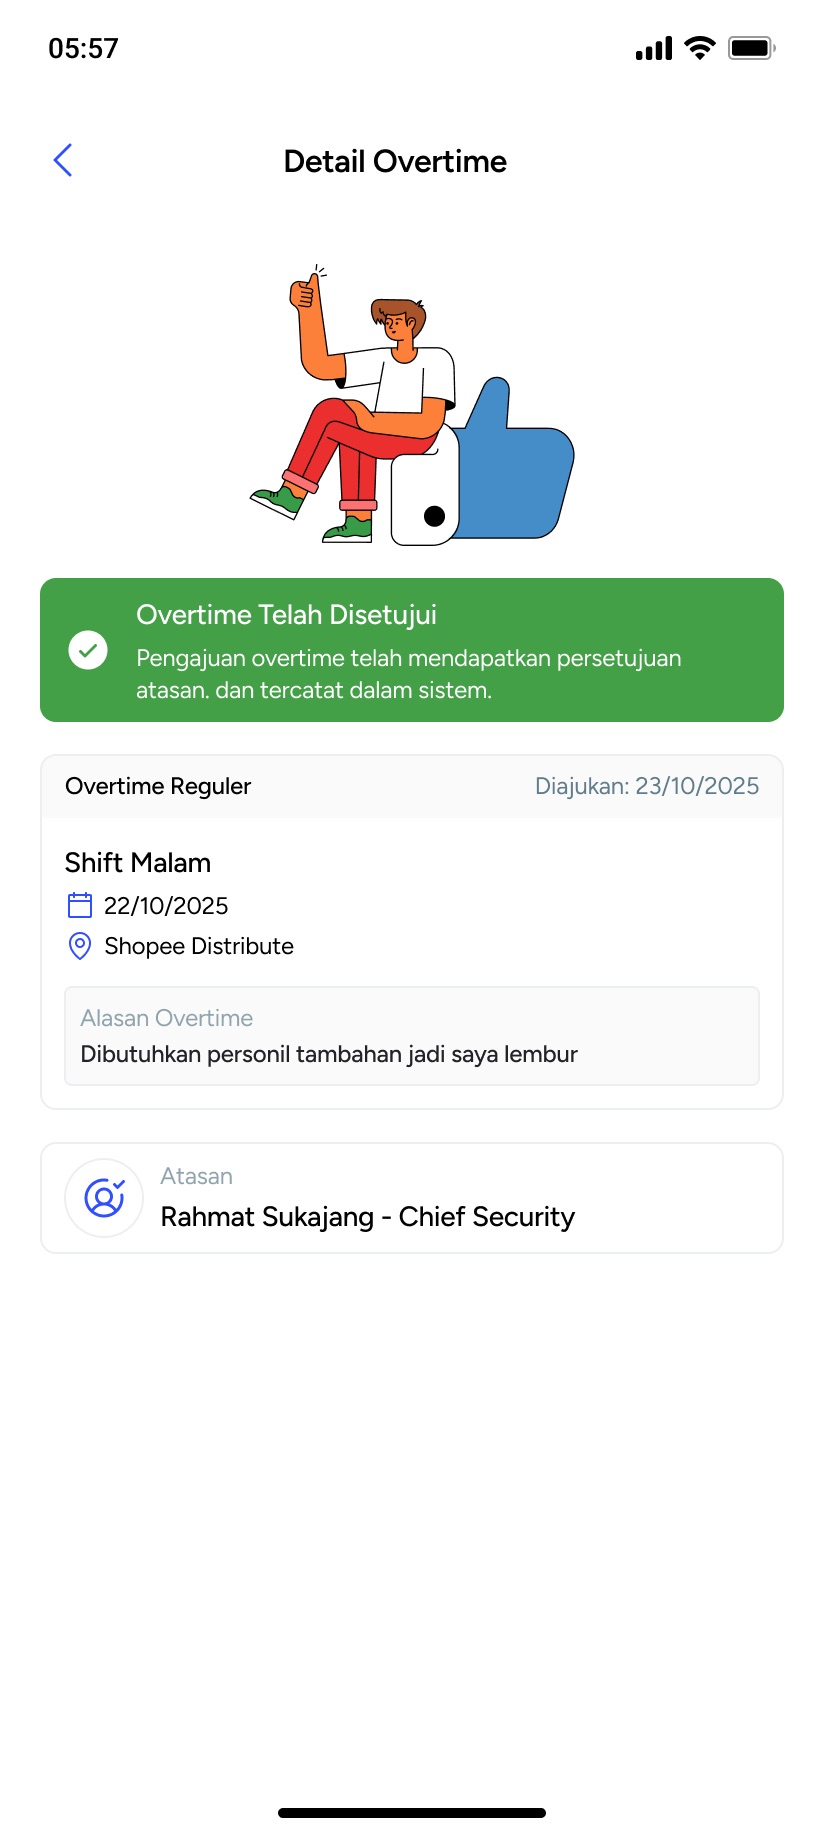 05:57
Detail Overtime
Overtime Telah Disetujui
Pengajuan overtime telah mendapatkan persetujuan
atasan. dan tercatat dalam sistem.
Overtime Reguler
Diajukan: 23/10/2025
Shift Malam
22/10/2025
Shopee Distribute
Alasan Overtime
Dibutuhkan personil tambahan jadi saya lembur
Atasan
Rahmat Sukajang - Chief Security